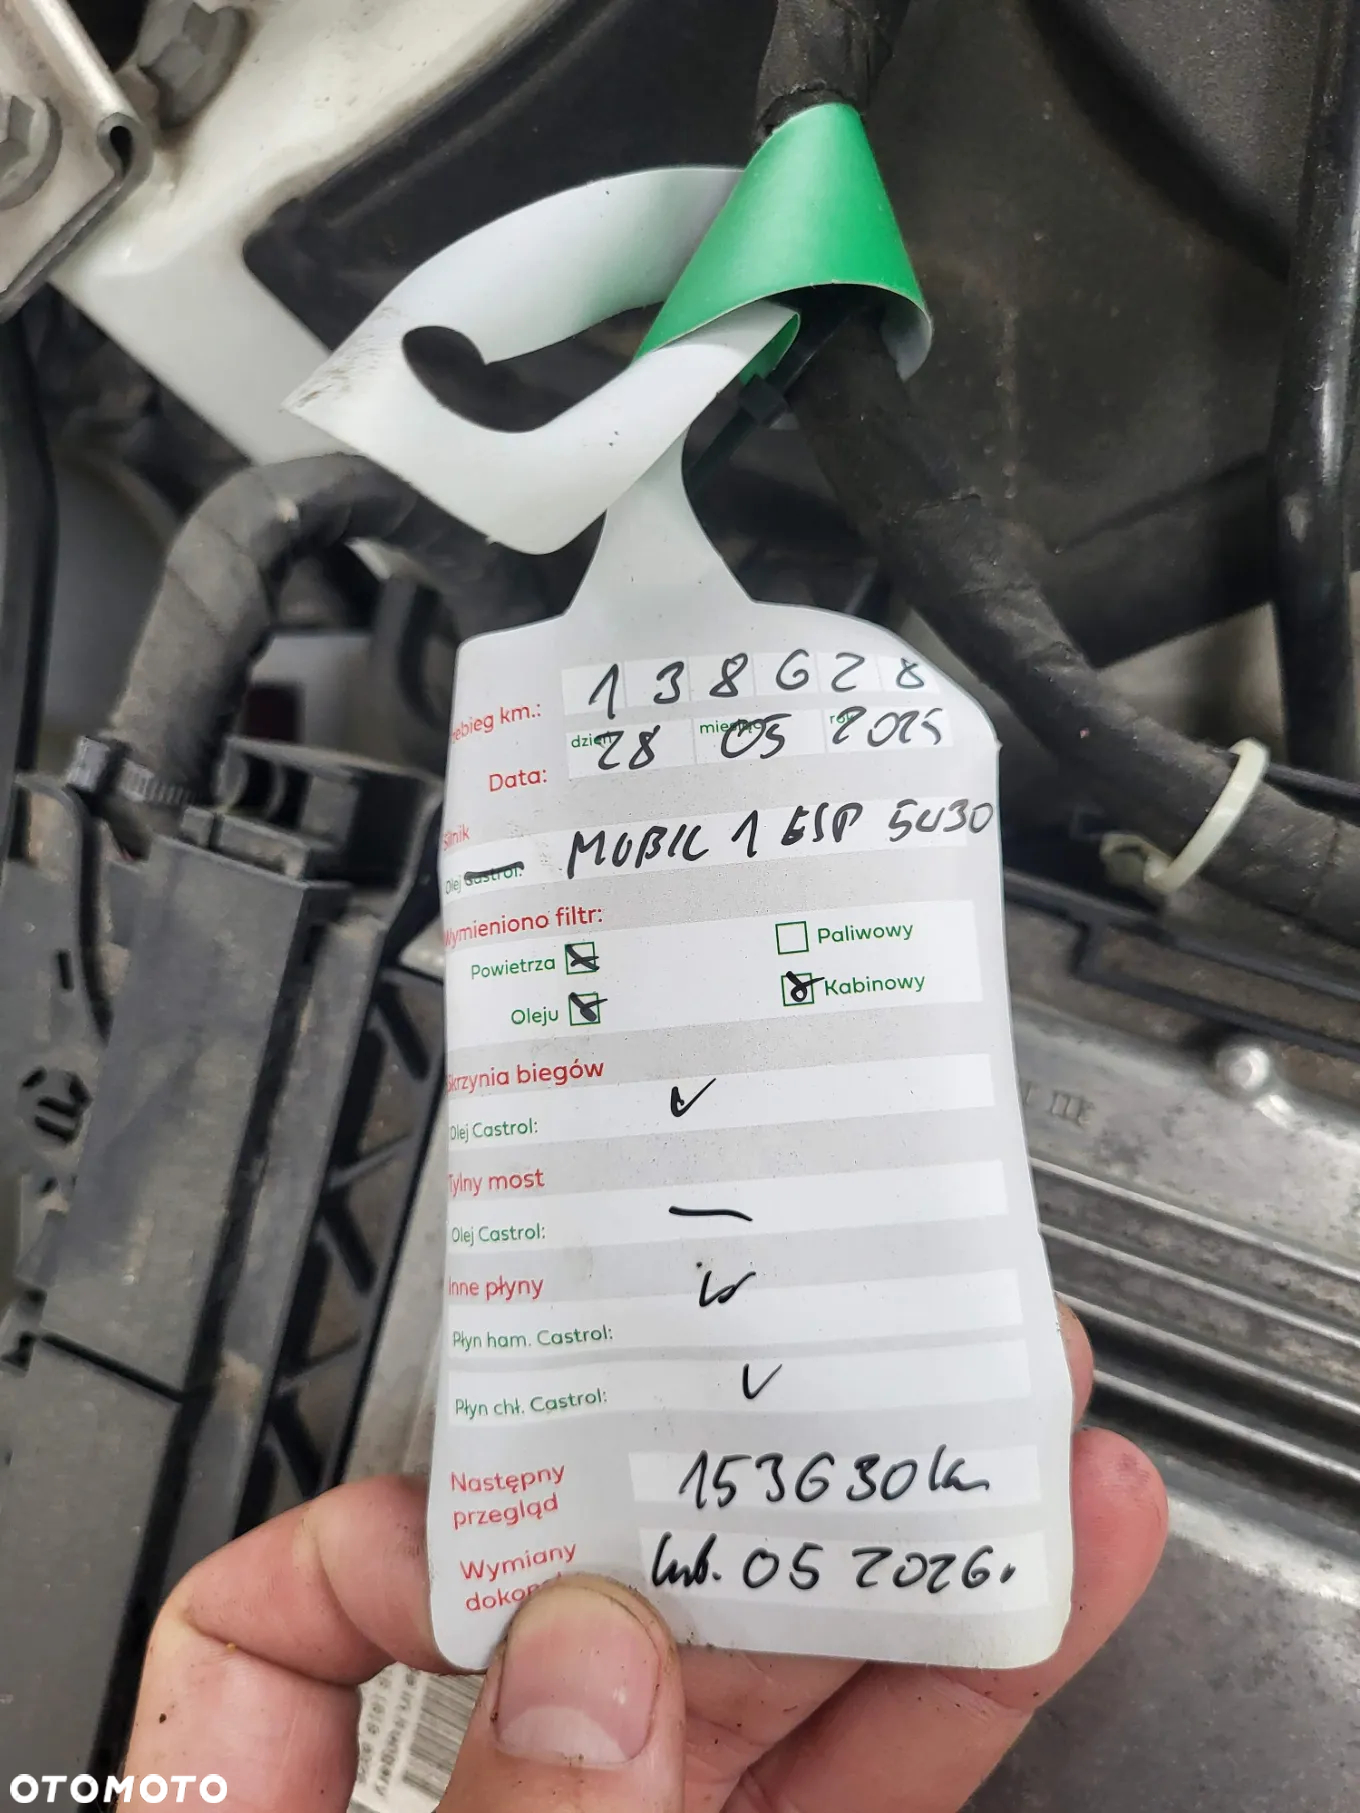 zebieg km.: 138628
dzień miesiąc rok
Data: 28 05 2025
Silnik
Olej Castrol: MOBIL 1 ESP 5W30
Wymieniono filtr:
Powietrza Paliwowy
Oleju Kabinowy
Skrzynia biegów
Olej Castrol:
Tylny most
Olej Castrol:
Inne płyny
Płyn ham. Castrol:
Płyn chł. Castrol:
Następny
przegląd 153630km
Wymiany lub. 05 2026.
OTOMOTO